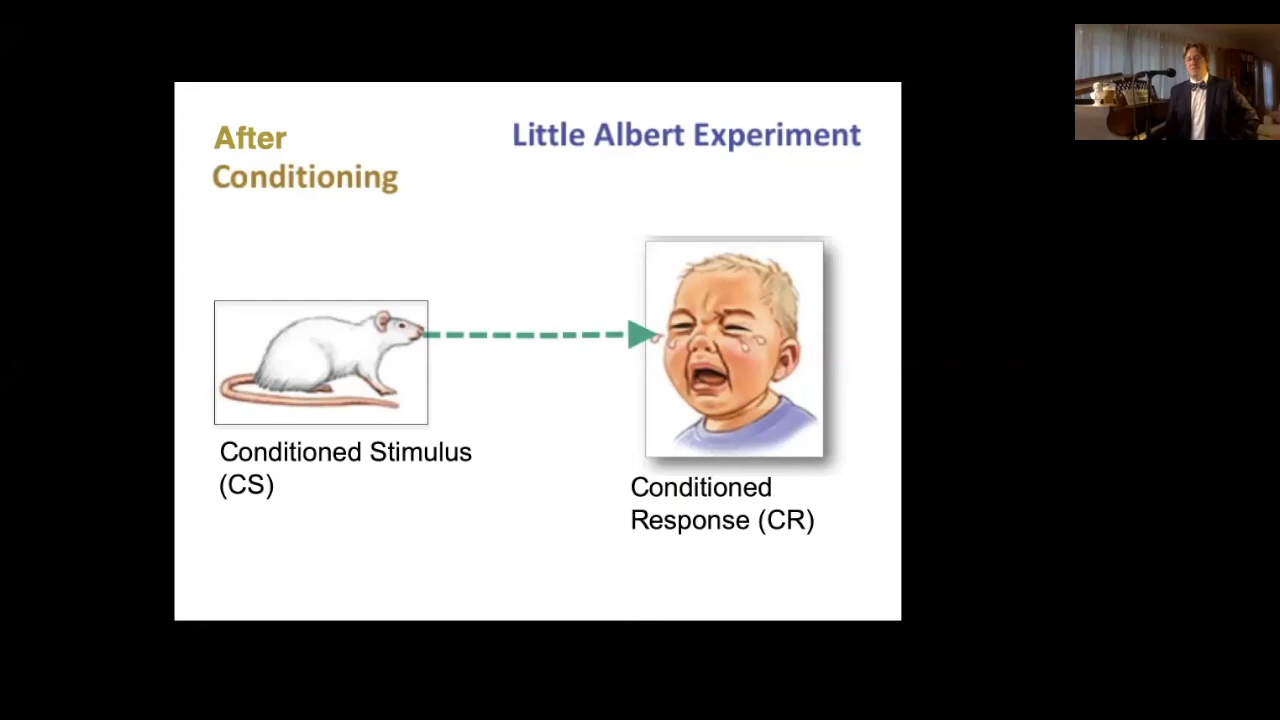 After
Conditioning
Little Albert Experiment
Conditioned Stimulus
(CS)
Conditioned
Response (CR)